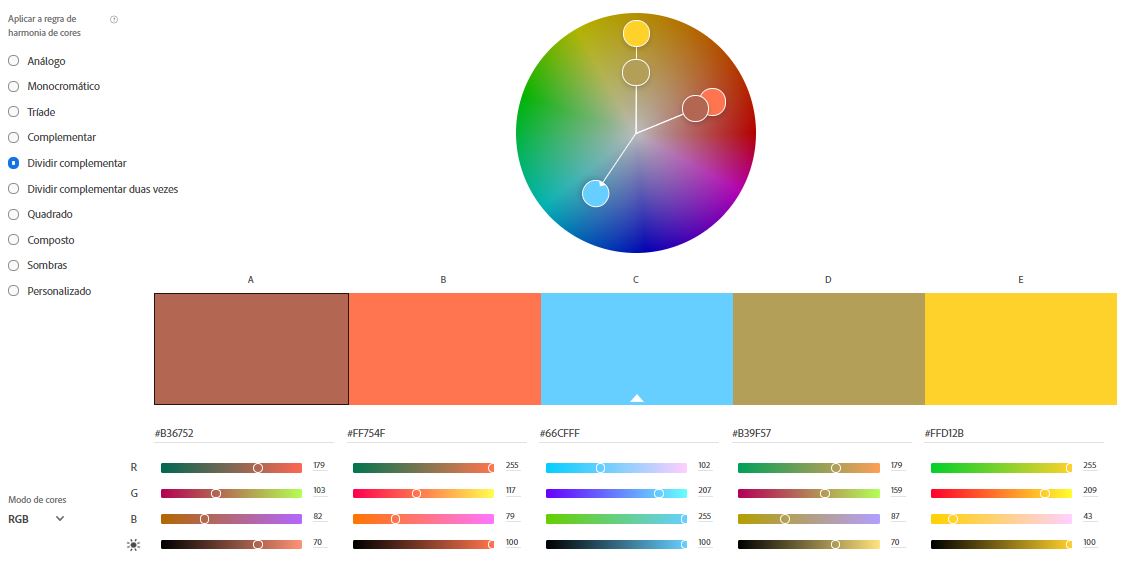 Aplicar a regra de
harmonia de cores
Análogo
Monocromático
Tríade
Complementar
Dividir complementar
Dividir complementar duas vezes
Quadrado
Composto
Sombras
Personalizado
A B C D E
#B36752 #FF754F #66CFFF #B39F57 #FFD12B
R 179 255 102 179 255
G 103 117 207 159 209
Modo de cores
RGB
B 82 79 255 87 43
70 100 100 70 100